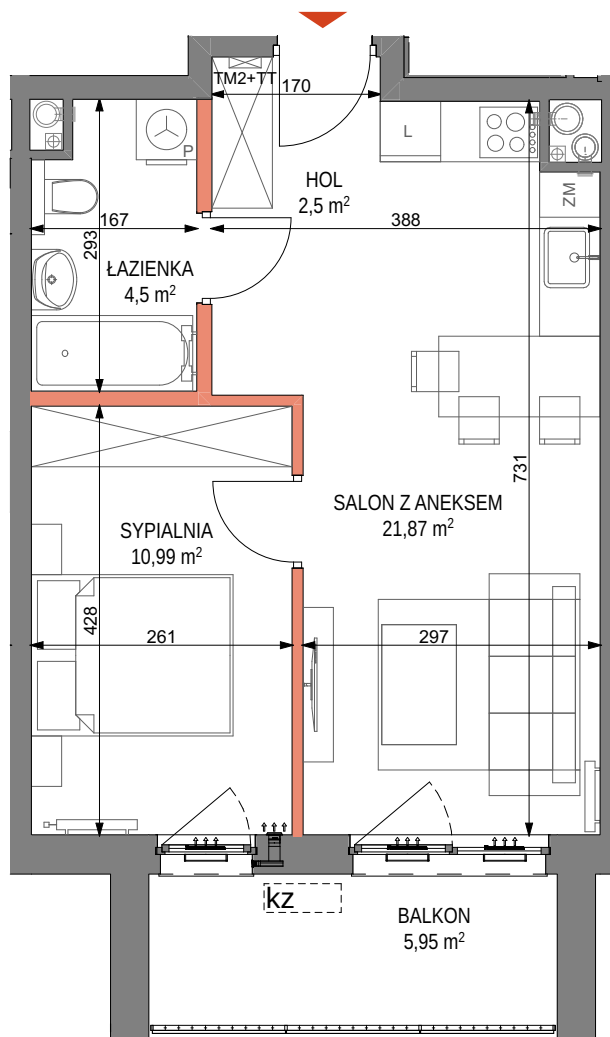 TM2+TT
170
L
P
HOL
2,5 m²
ZM
167
388
293
ŁAZIENKA
4,5 m²
731
SALON Z ANEKSEM
21,87 m²
SYPIALNIA
10,99 m²
428
261
297
kz
BALKON
5,95 m²